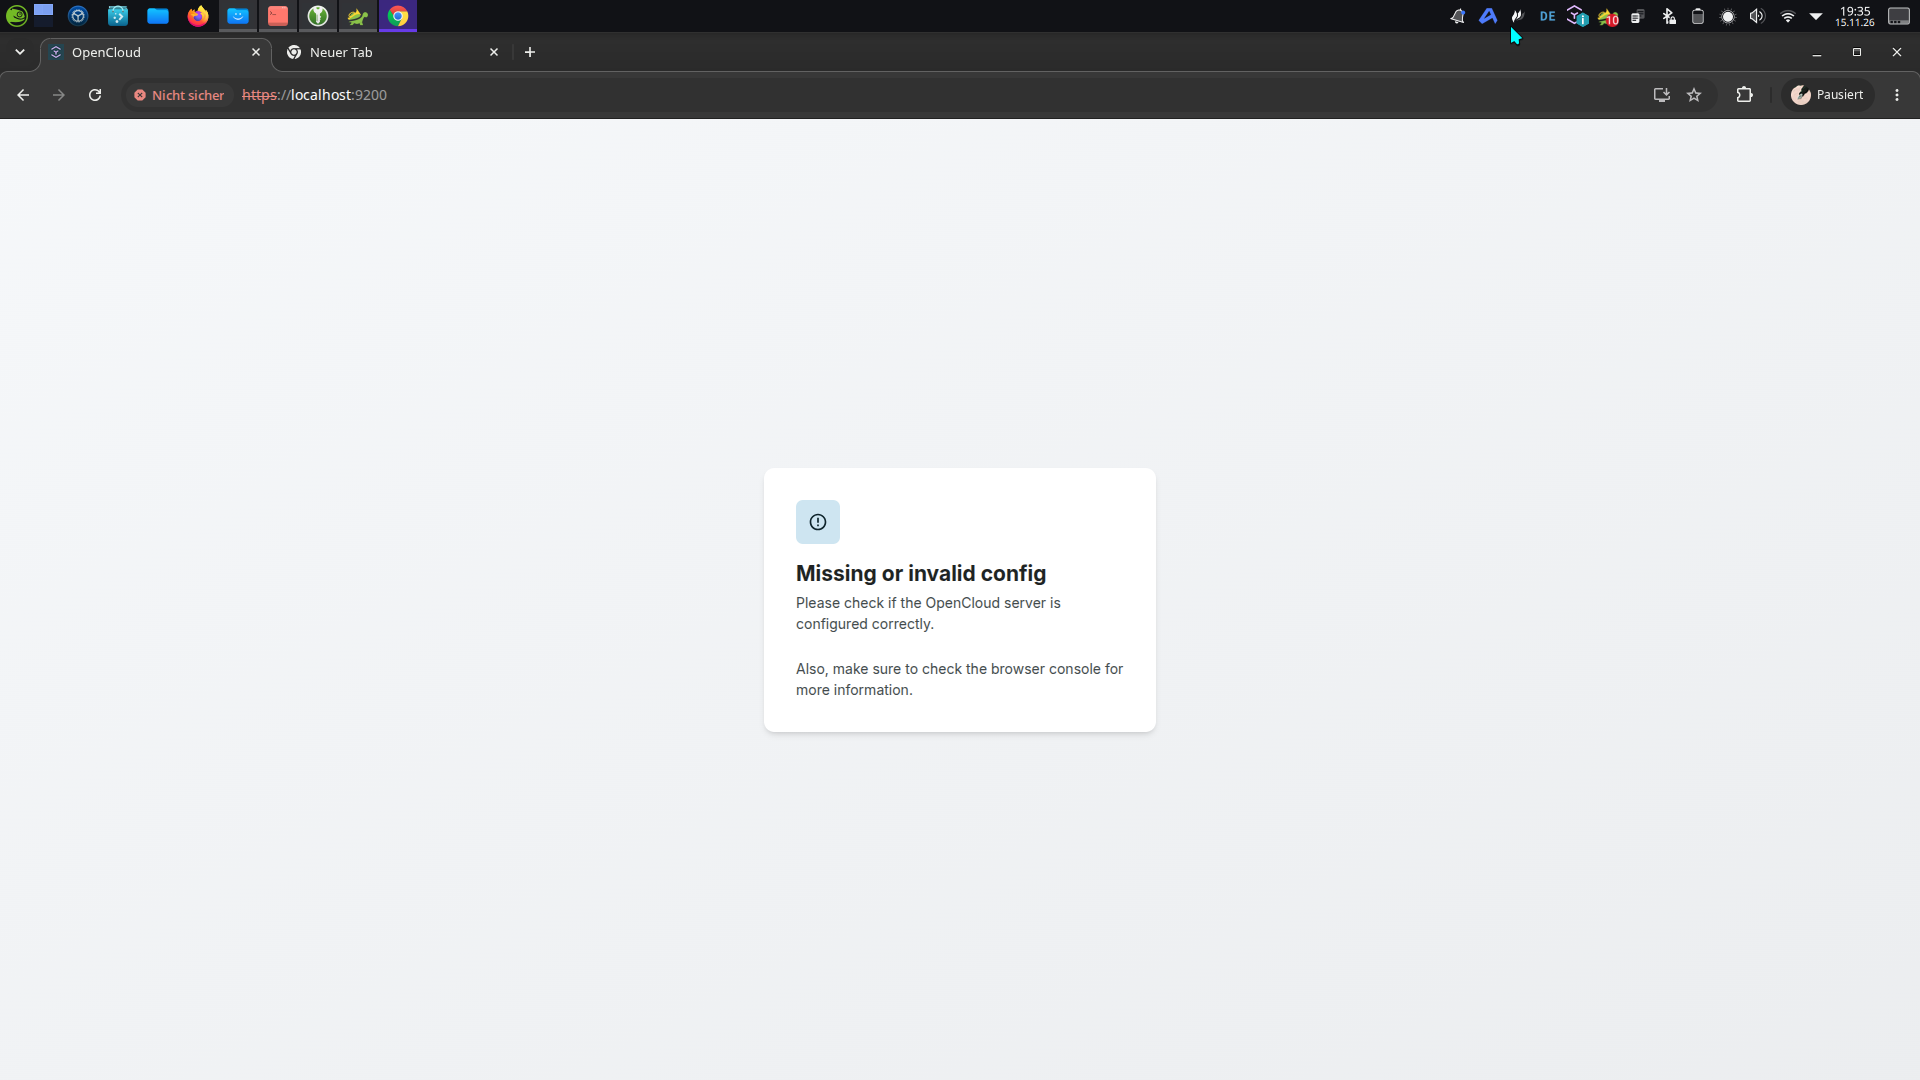 DE
10
19:35
15.11.26
OpenCloud
Neuer Tab
Nicht sicher
https://localhost:9200
Pausiert
Missing or invalid config
Please check if the OpenCloud server is
configured correctly.
Also, make sure to check the browser console for
more information.